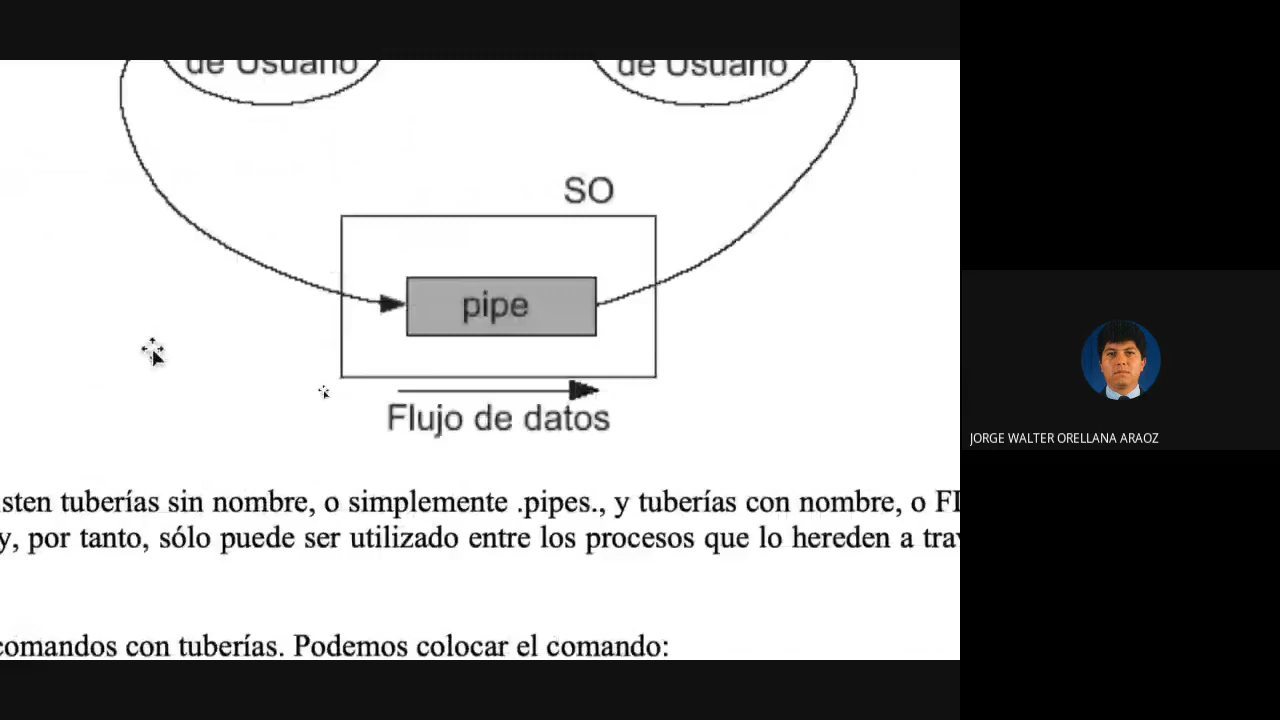 de Usuario
de Usuario
SO
pipe
Flujo de datos
JORGE WALTER ORELLANA ARAOZ
sten tuberías sin nombre, o simplemente .pipes., y tuberías con nombre, o FI
y, por tanto, sólo puede ser utilizado entre los procesos que lo hereden a trav
comandos con tuberías. Podemos colocar el comando: